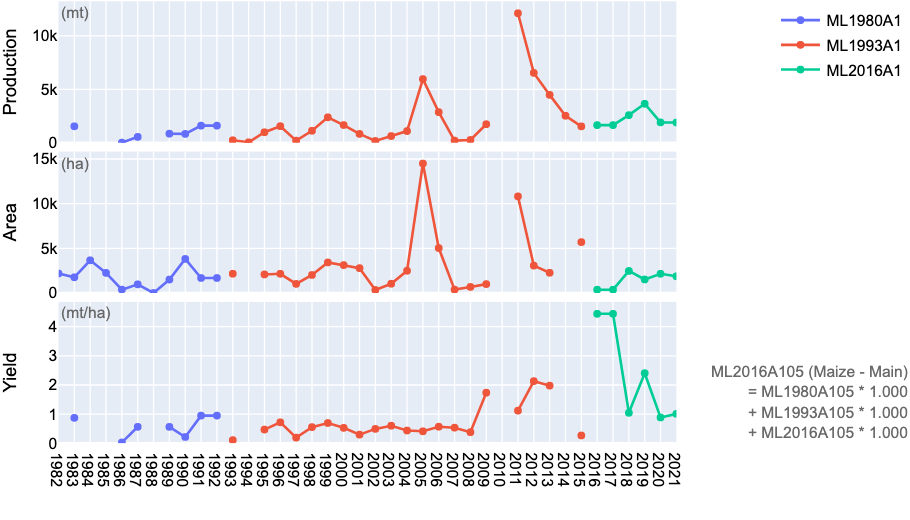 (mt)
Production
10k
5k
0
ML1980A1
ML1993A1
ML2016A1
(ha)
Area
15k
10k
5k
0
(mt/ha)
Yield
4
3
2
1
0
1982 1983 1984 1985 1986 1987 1988 1989 1990 1991 1992 1993 1994 1995 1996 1997 1998 1999 2000 2001 2002 2003 2004 2005 2006 2007 2008 2009 2010 2011 2012 2013 2014 2015 2016 2017 2018 2019 2020 2021
ML2016A105 (Maize - Main)
= ML1980A105 * 1.000
+ ML1993A105 * 1.000
+ ML2016A105 * 1.000